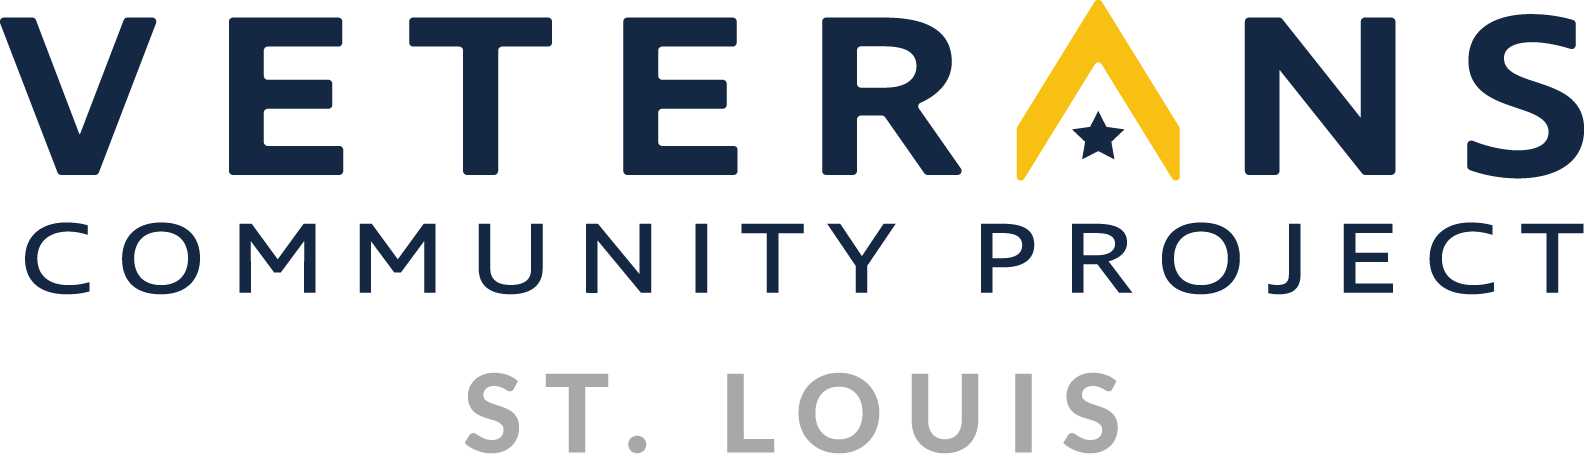 VETERANS
COMMUNITY PROJECT
ST. LOUIS